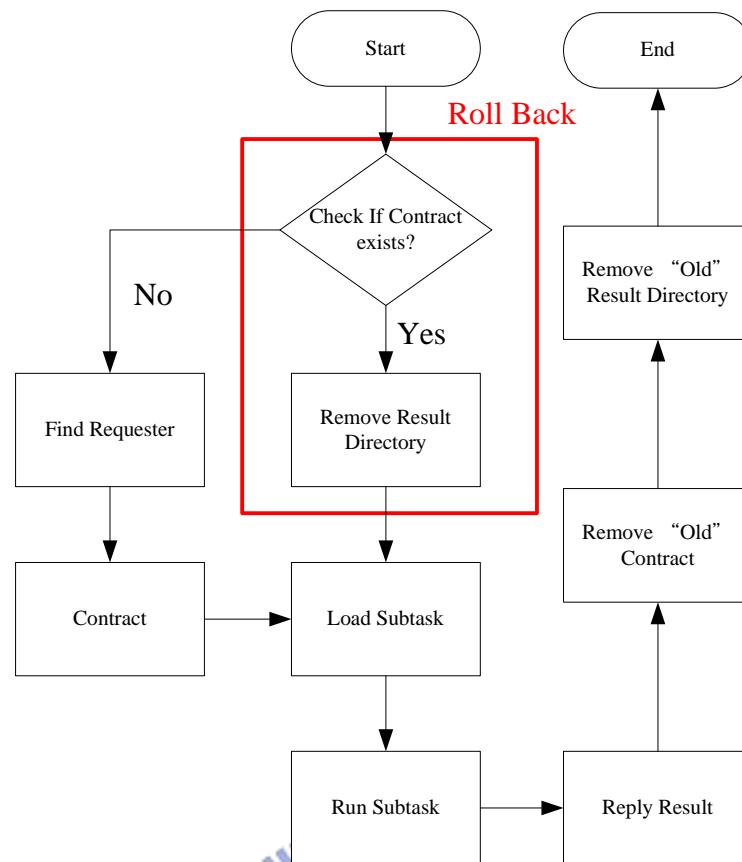 Start
End
Roll Back
Check If Contract
exists?
Remove “Old”
Result Directory
No
Yes
Find Requester
Remove Result
Directory
Remove “Old”
Contract
Contract
Load Subtask
Run Subtask
Reply Result